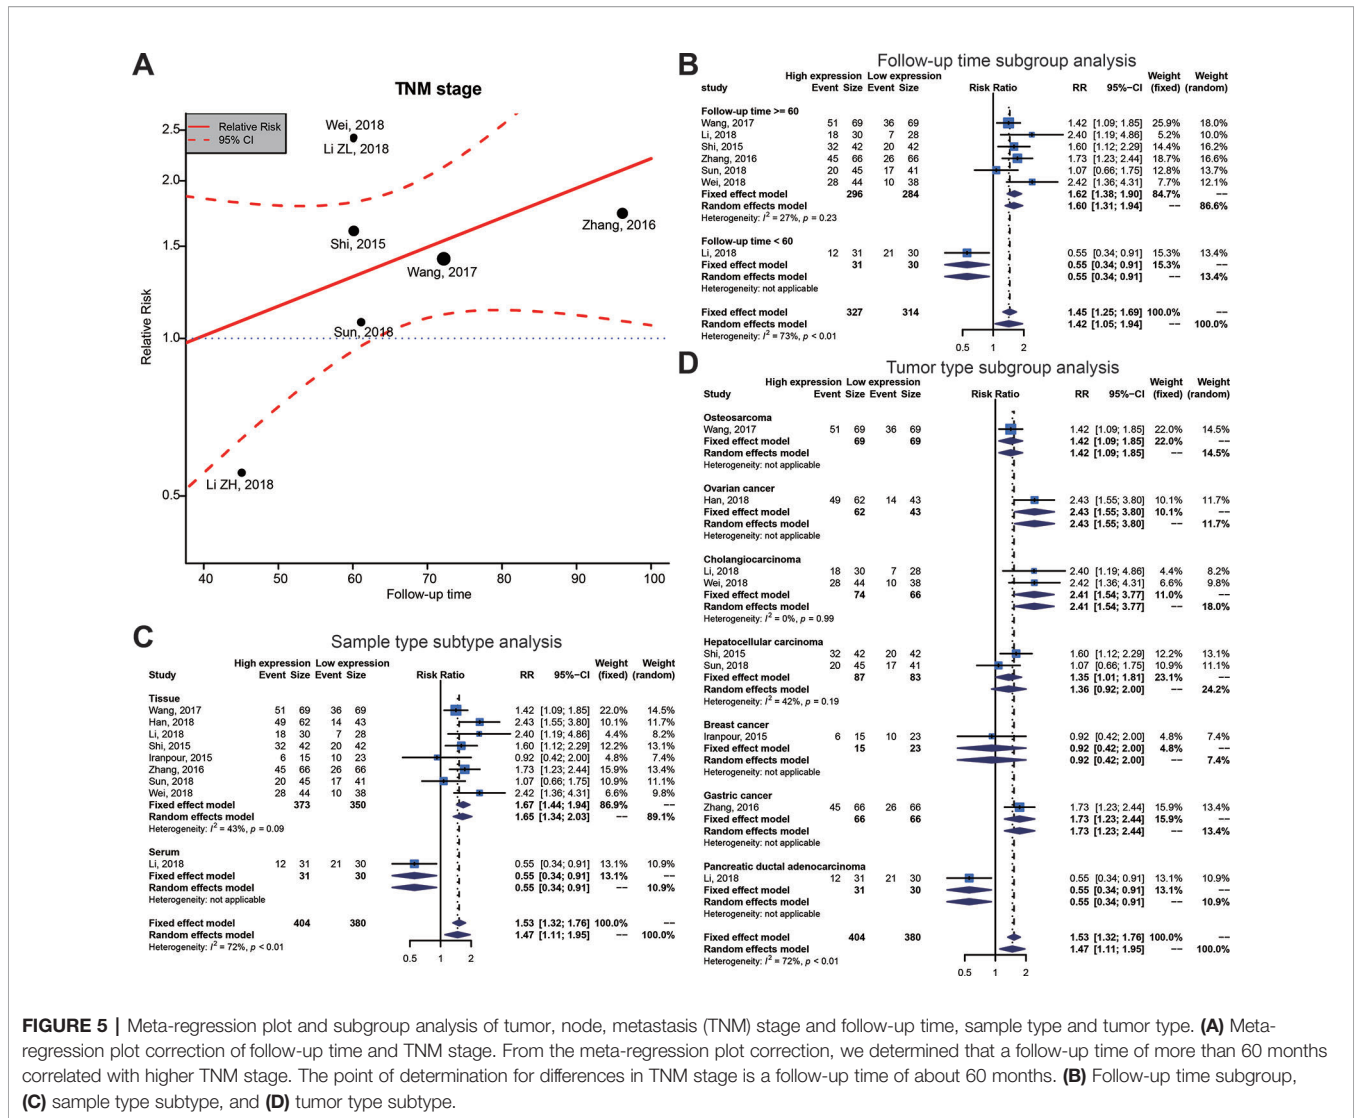 A
TNM stage
Relative Risk
95% CI
Wei, 2018
Li ZL, 2018
Shi, 2015
Wang, 2017
Zhang, 2016
Sun, 2018
Li ZH, 2018
2.5
2.0
1.5
1.0
0.5
Relative Risk
40 50 60 70 80 90 100
Follow-up time
B
Follow-up time subgroup analysis
High expression Low expression Weight Weight
study Event Size Event Size Risk Ratio RR 95%-CI (fixed) (random)
Follow-up time >= 60
Wang, 2017 51 69 36 69 1.42 [1.09; 1.85] 25.9% 18.0%
Li, 2018 18 30 7 28 2.40 [1.19; 4.86] 5.2% 10.0%
Shi, 2015 32 42 20 42 1.60 [1.12; 2.29] 14.4% 16.2%
Zhang, 2016 45 66 26 66 1.73 [1.23; 2.44] 18.7% 16.6%
Sun, 2018 20 45 17 41 1.07 [0.66; 1.75] 12.8% 13.7%
Wei, 2018 28 44 10 38 2.42 [1.36; 4.31] 7.7% 12.1%
Fixed effect model 296 284 1.62 [1.38; 1.90] 84.7% --
Random effects model 1.60 [1.31; 1.94] -- 86.6%
Heterogeneity: I² = 27%, p = 0.23
Follow-up time < 60
Li, 2018 12 31 21 30 0.55 [0.34; 0.91] 15.3% 13.4%
Fixed effect model 31 30 0.55 [0.34; 0.91] 15.3% --
Random effects model 0.55 [0.34; 0.91] -- 13.4%
Heterogeneity: not applicable
Fixed effect model 327 314 1.45 [1.25; 1.69] 100.0% --
Random effects model 1.42 [1.05; 1.94] -- 100.0%
Heterogeneity: I² = 73%, p < 0.01
0.5 1 2
C
Sample type subtype analysis
High expression Low expression Weight Weight
Study Event Size Event Size Risk Ratio RR 95%-CI (fixed) (random)
Tissue
Wang, 2017 51 69 36 69 1.42 [1.09; 1.85] 22.0% 14.5%
Han, 2018 49 62 14 43 2.43 [1.55; 3.80] 10.1% 11.7%
Li, 2018 18 30 7 28 2.40 [1.19; 4.86] 4.4% 8.2%
Shi, 2015 32 42 20 42 1.60 [1.12; 2.29] 12.2% 13.1%
Iranpour, 2015 6 15 10 23 0.92 [0.42; 2.00] 4.8% 7.4%
Zhang, 2016 45 66 26 66 1.73 [1.23; 2.44] 15.9% 13.4%
Sun, 2018 20 45 17 41 1.07 [0.66; 1.75] 10.9% 11.1%
Wei, 2018 28 44 10 38 2.42 [1.36; 4.31] 6.6% 9.8%
Fixed effect model 373 350 1.67 [1.44; 1.94] 86.9% --
Random effects model 1.65 [1.34; 2.03] -- 89.1%
Heterogeneity: I² = 43%, p = 0.09
Serum
Li, 2018 12 31 21 30 0.55 [0.34; 0.91] 13.1% 10.9%
Fixed effect model 31 30 0.55 [0.34; 0.91] 13.1% --
Random effects model 0.55 [0.34; 0.91] -- 10.9%
Heterogeneity: not applicable
Fixed effect model 404 380 1.53 [1.32; 1.76] 100.0% --
Random effects model 1.47 [1.11; 1.95] -- 100.0%
Heterogeneity: I² = 72%, p < 0.01
0.5 1 2
D
Tumor type subgroup analysis
High expression Low expression Weight Weight
Study Event Size Event Size Risk Ratio RR 95%-CI (fixed) (random)
Osteosarcoma
Wang, 2017 51 69 36 69 1.42 [1.09; 1.85] 22.0% 14.5%
Fixed effect model 69 69 1.42 [1.09; 1.85] 22.0% --
Random effects model 1.42 [1.09; 1.85] -- 14.5%
Heterogeneity: not applicable
Ovarian cancer
Han, 2018 49 62 14 43 2.43 [1.55; 3.80] 10.1% 11.7%
Fixed effect model 62 43 2.43 [1.55; 3.80] 10.1% --
Random effects model 2.43 [1.55; 3.80] -- 11.7%
Heterogeneity: not applicable
Cholangiocarcinoma
Li, 2018 18 30 7 28 2.40 [1.19; 4.86] 4.4% 8.2%
Wei, 2018 28 44 10 38 2.42 [1.36; 4.31] 6.6% 9.8%
Fixed effect model 74 66 2.41 [1.54; 3.77] 11.0% --
Random effects model 2.41 [1.54; 3.77] -- 18.0%
Heterogeneity: I² = 0%, p = 0.99
Hepatocellular carcinoma
Shi, 2015 32 42 20 42 1.60 [1.12; 2.29] 12.2% 13.1%
Sun, 2018 20 45 17 41 1.07 [0.66; 1.75] 10.9% 11.1%
Fixed effect model 87 83 1.35 [1.01; 1.81] 23.1% --
Random effects model 1.36 [0.92; 2.00] -- 24.2%
Heterogeneity: I² = 42%, p = 0.19
Breast cancer
Iranpour, 2015 6 15 10 23 0.92 [0.42; 2.00] 4.8% 7.4%
Fixed effect model 15 23 0.92 [0.42; 2.00] 4.8% --
Random effects model 0.92 [0.42; 2.00] -- 7.4%
Heterogeneity: not applicable
Gastric cancer
Zhang, 2016 45 66 26 66 1.73 [1.23; 2.44] 15.9% 13.4%
Fixed effect model 66 66 1.73 [1.23; 2.44] 15.9% --
Random effects model 1.73 [1.23; 2.44] -- 13.4%
Heterogeneity: not applicable
Pancreatic ductal adenocarcinoma
Li, 2018 12 31 21 30 0.55 [0.34; 0.91] 13.1% 10.9%
Fixed effect model 31 30 0.55 [0.34; 0.91] 13.1% --
Random effects model 0.55 [0.34; 0.91] -- 10.9%
Heterogeneity: not applicable
Fixed effect model 404 380 1.53 [1.32; 1.76] 100.0% --
Random effects model 1.47 [1.11; 1.95] -- 100.0%
Heterogeneity: I² = 72%, p < 0.01
0.5 1 2
FIGURE 5 | Meta-regression plot and subgroup analysis of tumor, node, metastasis (TNM) stage and follow-up time, sample type and tumor type. (A) Meta-
regression plot correction of follow-up time and TNM stage. From the meta-regression plot correction, we determined that a follow-up time of more than 60 months
correlated with higher TNM stage. The point of determination for differences in TNM stage is a follow-up time of about 60 months. (B) Follow-up time subgroup,
(C) sample type subtype, and (D) tumor type subtype.